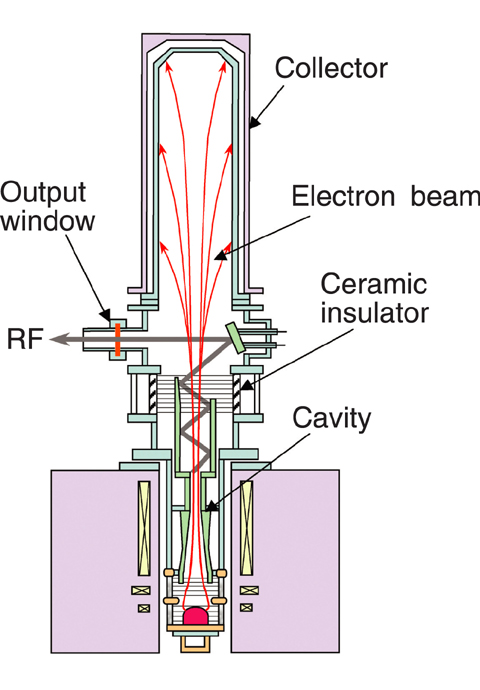 Collector
Output
window
Electron beam
Ceramic
insulator
RF
Cavity